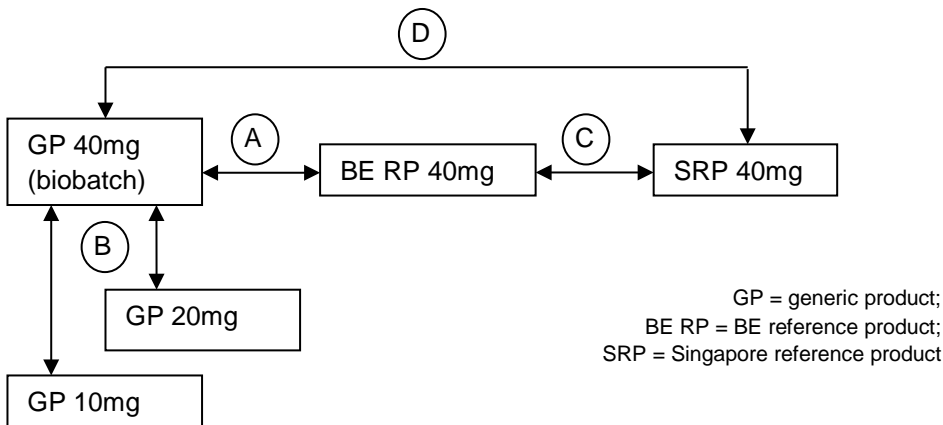 D
GP 40mg
(biobatch)
A
BE RP 40mg
C
SRP 40mg
B
GP 20mg
GP 10mg
GP = generic product;
BE RP = BE reference product;
SRP = Singapore reference product